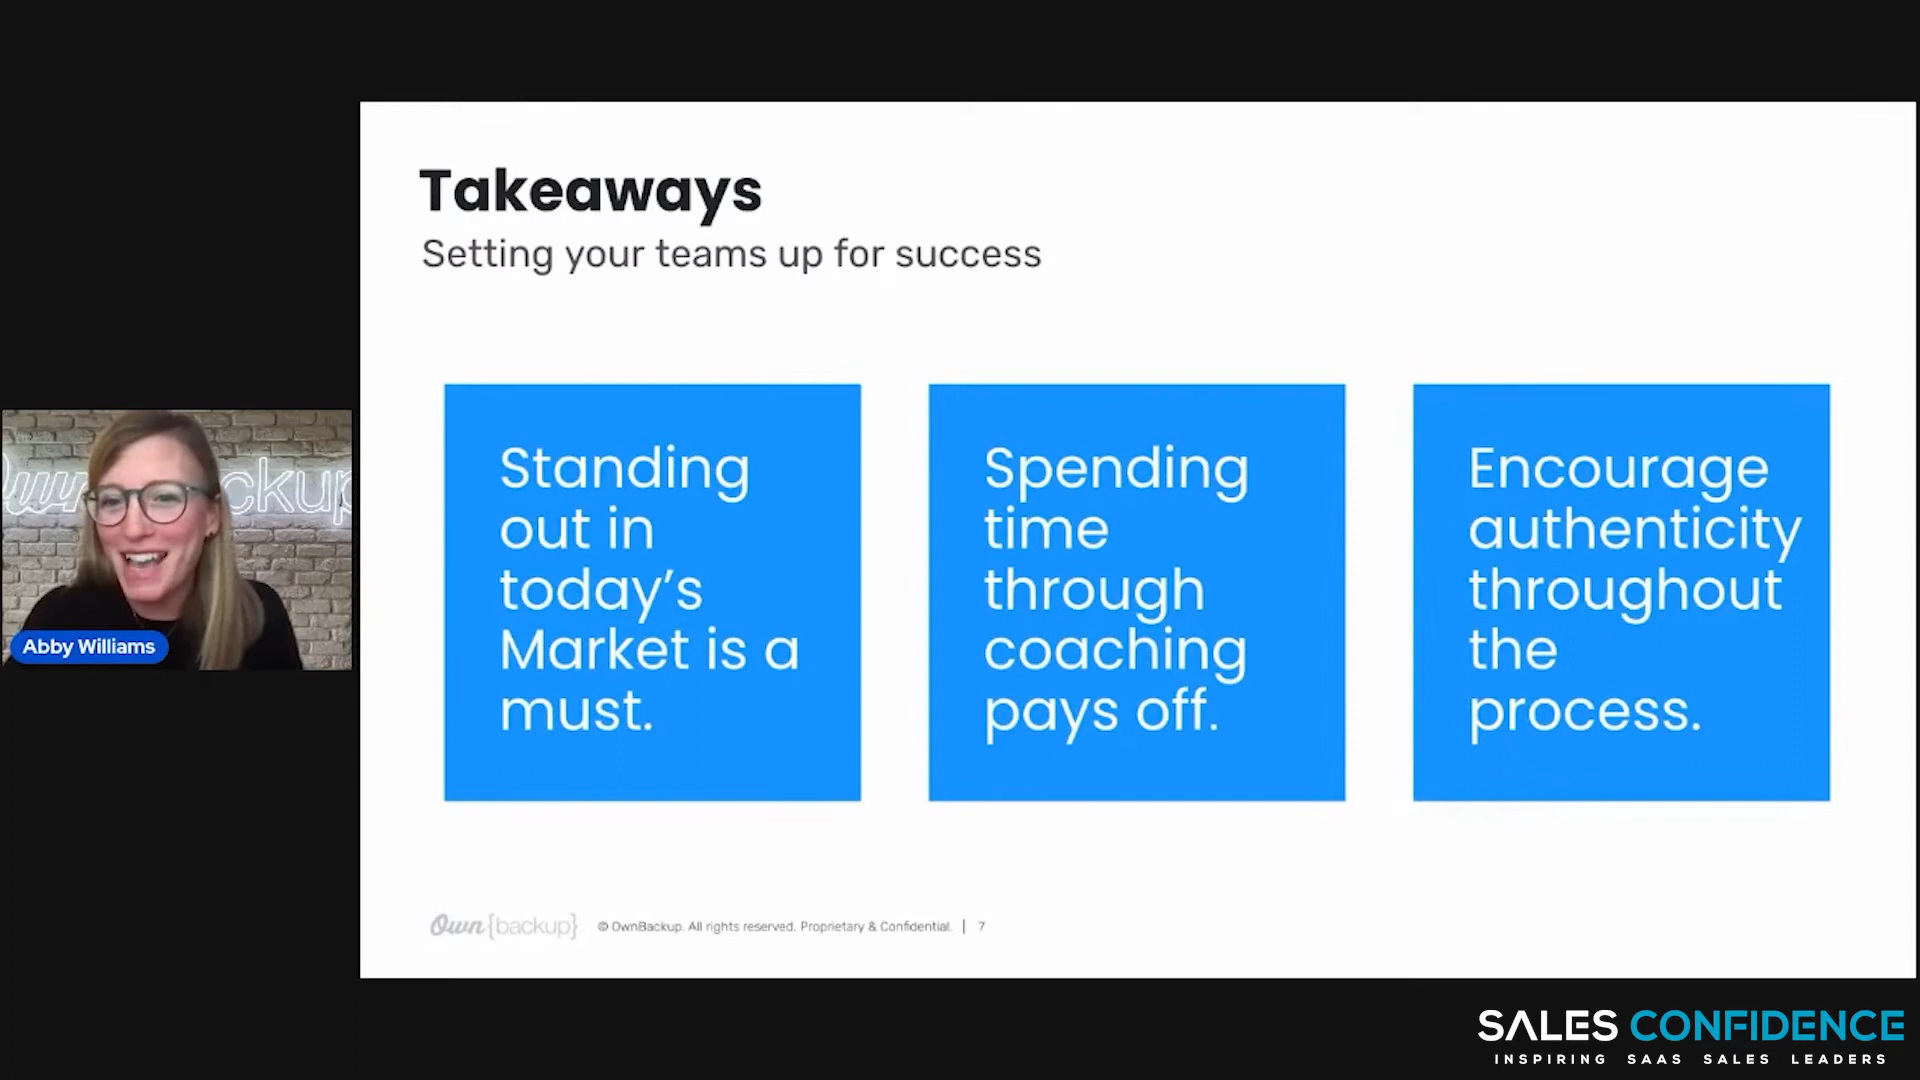 Takeaways
Setting your teams up for success
Standing
out in
today’s
Market is a
must.
Spending
time
through
coaching
pays off.
Encourage
authenticity
throughout
the
process.
Own ckup
Abby Williams
Own{backup} © OwnBackup. All rights reserved. Proprietary & Confidential. | 7
SALES CONFIDENCE
INSPIRING SAAS SALES LEADERS